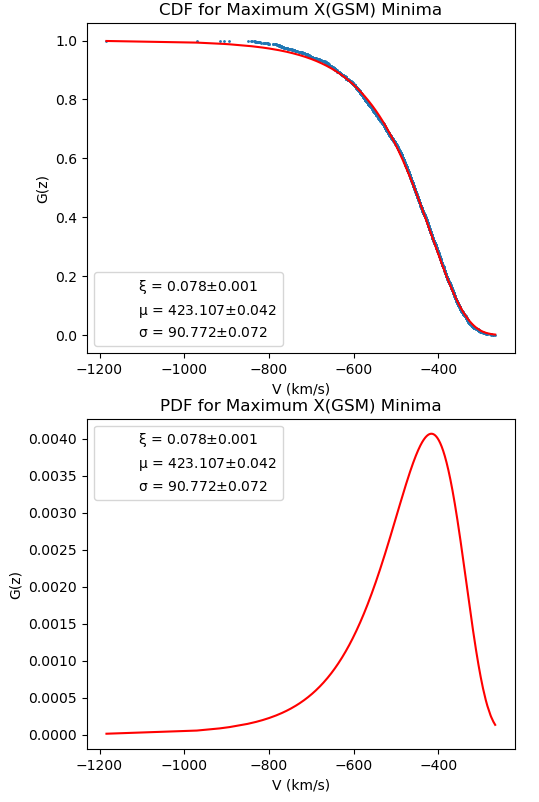 CDF for Maximum X(GSM) Minima
1.0
0.8
0.6
0.4
0.2
0.0
G(z)
ξ = 0.078±0.001
μ = 423.107±0.042
σ = 90.772±0.072
−1200 −1000 −800 −600 −400
V (km/s)
PDF for Maximum X(GSM) Minima
0.0040
0.0035
0.0030
0.0025
0.0020
0.0015
0.0010
0.0005
0.0000
G(z)
ξ = 0.078±0.001
μ = 423.107±0.042
σ = 90.772±0.072
−1200 −1000 −800 −600 −400
V (km/s)